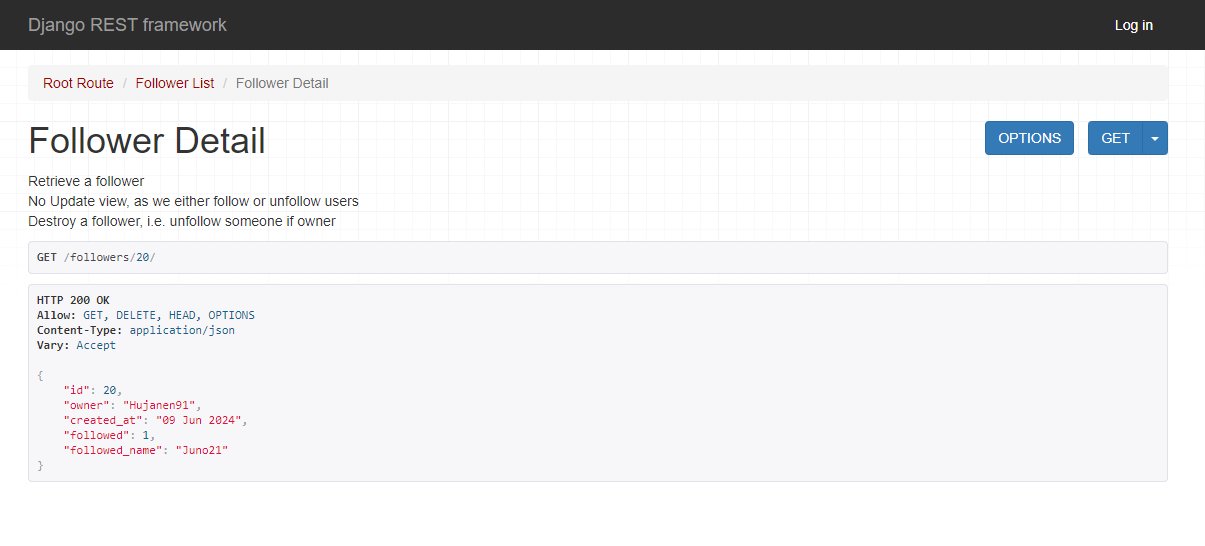 Django REST framework Log in
Root Route / Follower List / Follower Detail
Follower Detail OPTIONS GET
Retrieve a follower
No Update view, as we either follow or unfollow users
Destroy a follower, i.e. unfollow someone if owner
GET /followers/20/
HTTP 200 OK
Allow: GET, DELETE, HEAD, OPTIONS
Content-Type: application/json
Vary: Accept
{
    "id": 20,
    "owner": "Hujanen91",
    "created_at": "09 Jun 2024",
    "followed": 1,
    "followed_name": "Juno21"
}